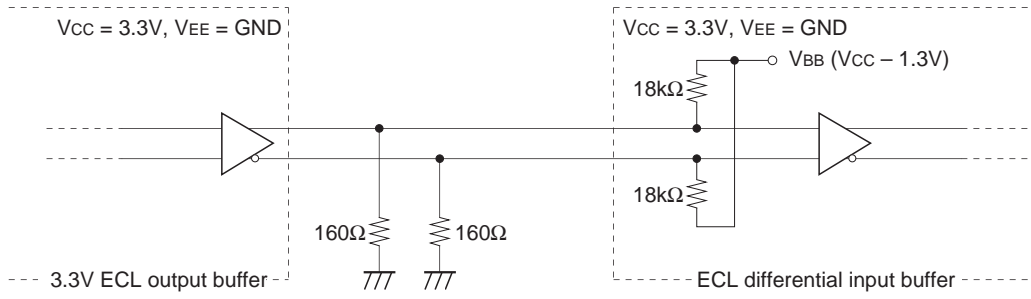 VCC = 3.3V, VEE = GND
VCC = 3.3V, VEE = GND
VBB (VCC – 1.3V)
18kΩ
18kΩ
160Ω
160Ω
3.3V ECL output buffer
ECL differential input buffer